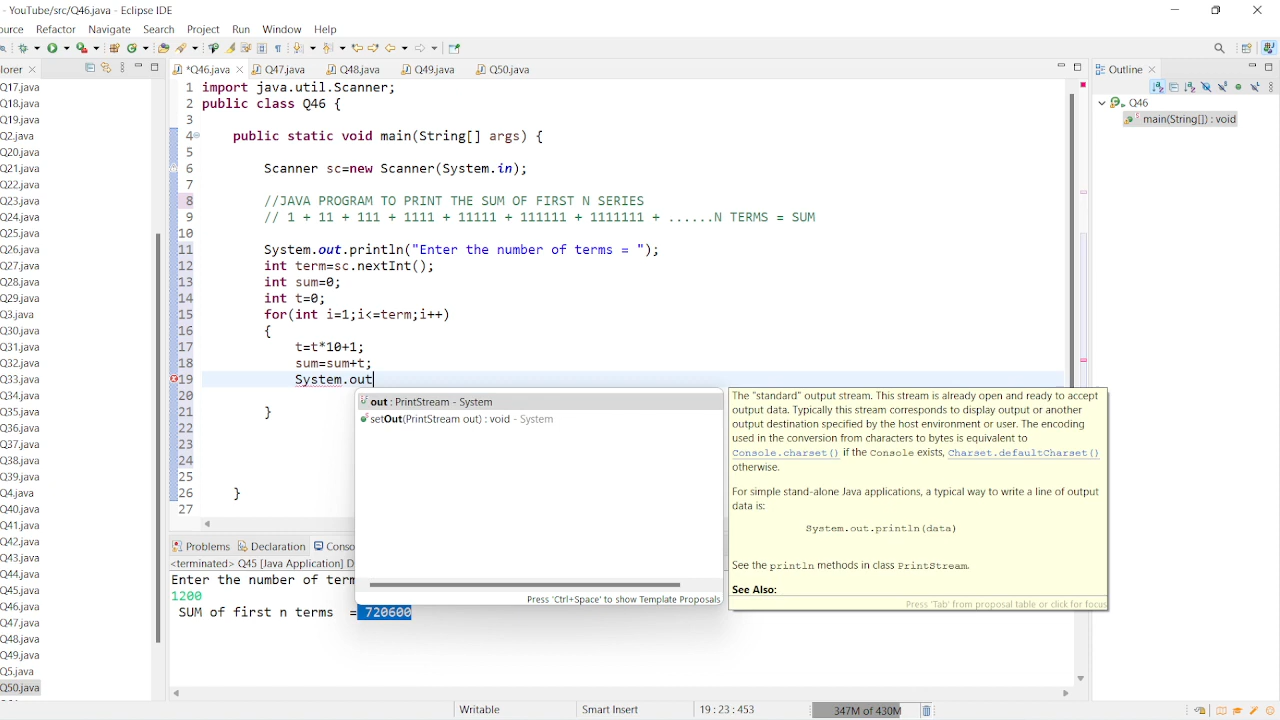 - YouTube/src/Q46.java - Eclipse IDE
ource Refactor Navigate Search Project Run Window Help
lorer
*Q46.java Q47.java Q48.java Q49.java Q50.java
Outline
Q17.java
Q18.java
Q19.java
Q2.java
Q20.java
Q21.java
Q22.java
Q23.java
Q24.java
Q25.java
Q26.java
Q27.java
Q28.java
Q29.java
Q3.java
Q30.java
Q31.java
Q32.java
Q33.java
Q34.java
Q35.java
Q36.java
Q37.java
Q38.java
Q39.java
Q4.java
Q40.java
Q41.java
Q42.java
Q43.java
Q44.java
Q45.java
Q46.java
Q47.java
Q48.java
Q49.java
Q5.java
Q50.java
1 import java.util.Scanner;
2 public class Q46 {
3
4 public static void main(String[] args) {
5
6 Scanner sc=new Scanner(System.in);
7
8 //JAVA PROGRAM TO PRINT THE SUM OF FIRST N SERIES
9 // 1 + 11 + 111 + 1111 + 11111 + 111111 + 1111111 + ......N TERMS = SUM
10
11 System.out.println("Enter the number of terms = ");
12 int term=sc.nextInt();
13 int sum=0;
14 int t=0;
15 for(int i=1;i<=term;i++)
16 {
17 t=t*10+1;
18 sum=sum+t;
19 System.out
20
21 }
22
23
24
25
26 }
27
out : PrintStream - System
setOut(PrintStream out) : void - System
Press 'Ctrl+Space' to show Template Proposals
The "standard" output stream. This stream is already open and ready to accept
output data. Typically this stream corresponds to display output or another
output destination specified by the host environment or user. The encoding
used in the conversion from characters to bytes is equivalent to
Console.charset() if the Console exists, Charset.defaultCharset()
otherwise.
For simple stand-alone Java applications, a typical way to write a line of output
data is:
System.out.println(data)
See the println methods in class PrintStream.
See Also:
Press 'Tab' from proposal table or click for focus
Q46
main(String[]) : void
Problems Declaration Conso
<terminated> Q45 [Java Application] D
Enter the number of term
1200
SUM of first n terms = 720600
Writable Smart Insert 19 : 23 : 453 347M of 430M